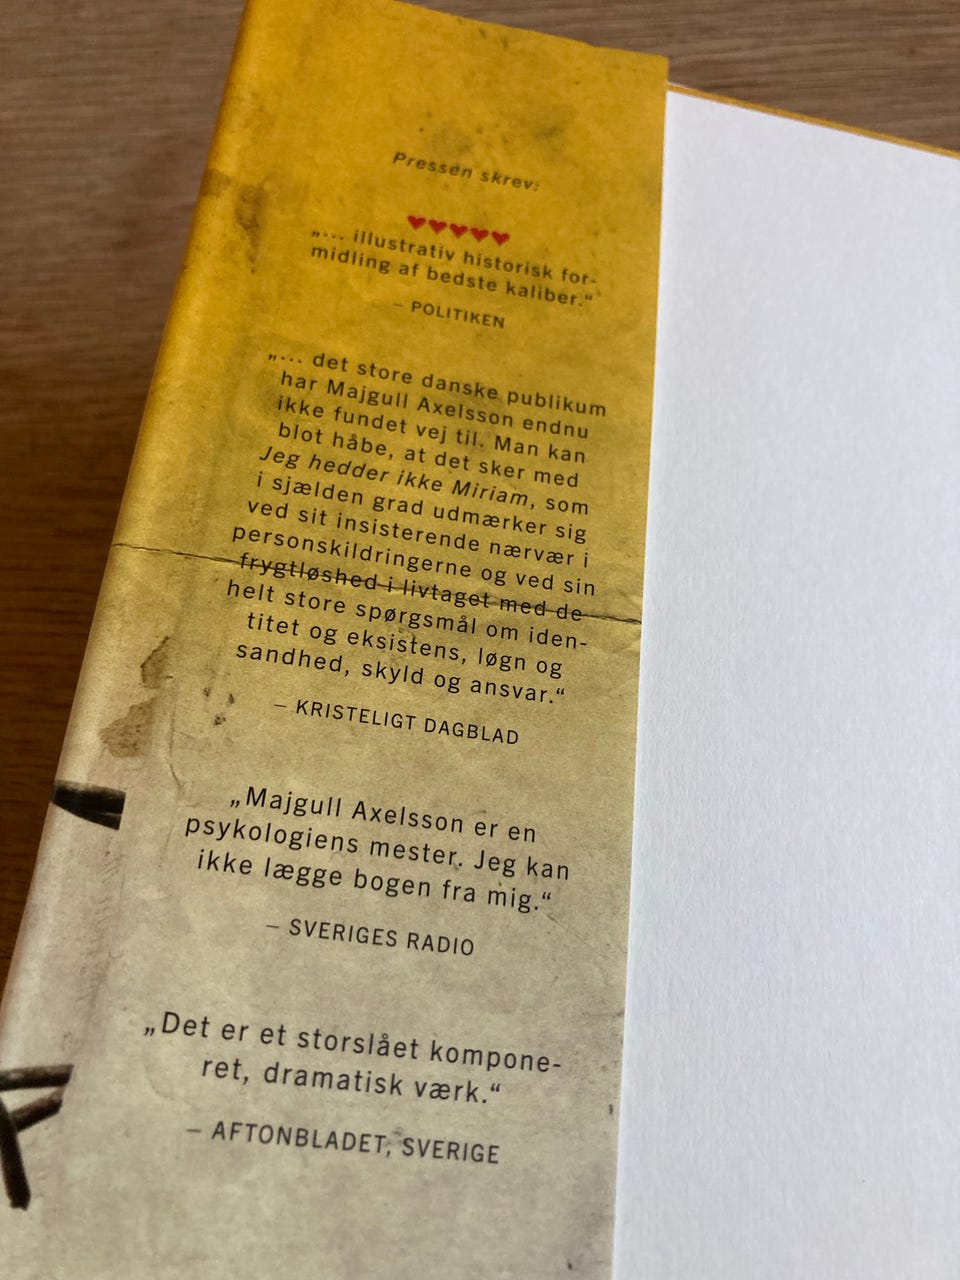 Pressen skrev:
♥♥♥♥♥
„... illustrativ historisk for-
midling af bedste kaliber.“
– POLITIKEN
„... det store danske publikum
har Majgull Axelsson endnu
ikke fundet vej til. Man kan
blot håbe, at det sker med
Jeg hedder ikke Miriam, som
i sjælden grad udmærker sig
ved sit insisterende nærvær i
personskildringerne og ved sin
frygtløshed i livtaget med de
helt store spørgsmål om iden-
titet og eksistens, løgn og
sandhed, skyld og ansvar.“
– KRISTELIGT DAGBLAD
„Majgull Axelsson er en
psykologiens mester. Jeg kan
ikke lægge bogen fra mig.“
– SVERIGES RADIO
„Det er et storslået kompone-
ret, dramatisk værk.“
– AFTONBLADET, SVERIGE